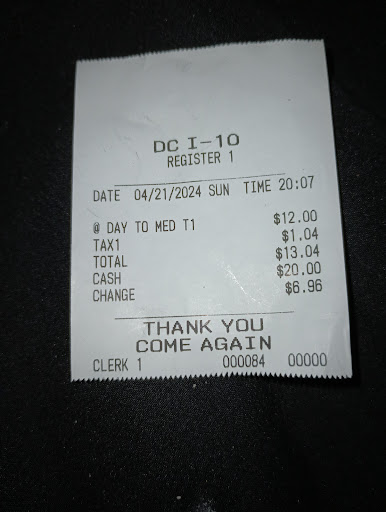 DC I-10
REGISTER 1
DATE 04/21/2024 SUN TIME 20:07
@ DAY TO MED T1 $12.00
TAX1 $1.04
TOTAL $13.04
CASH $20.00
CHANGE $6.96
THANK YOU
COME AGAIN
CLERK 1 000084 00000